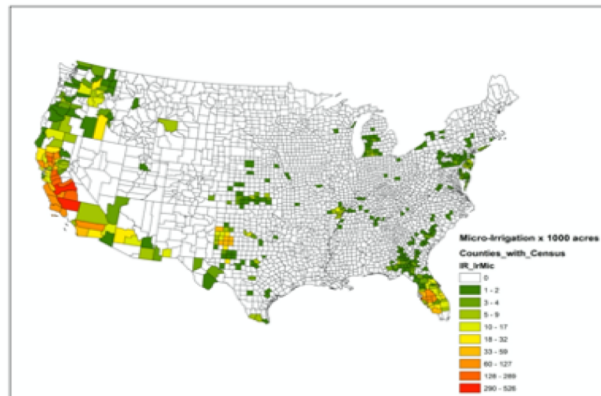 Micro-Irrigation x 1000 acres
Counties_with_Census
IR_IrMic
0
1 - 2
3 - 4
5 - 9
10 - 17
18 - 32
33 - 59
60 - 127
128 - 289
290 - 526